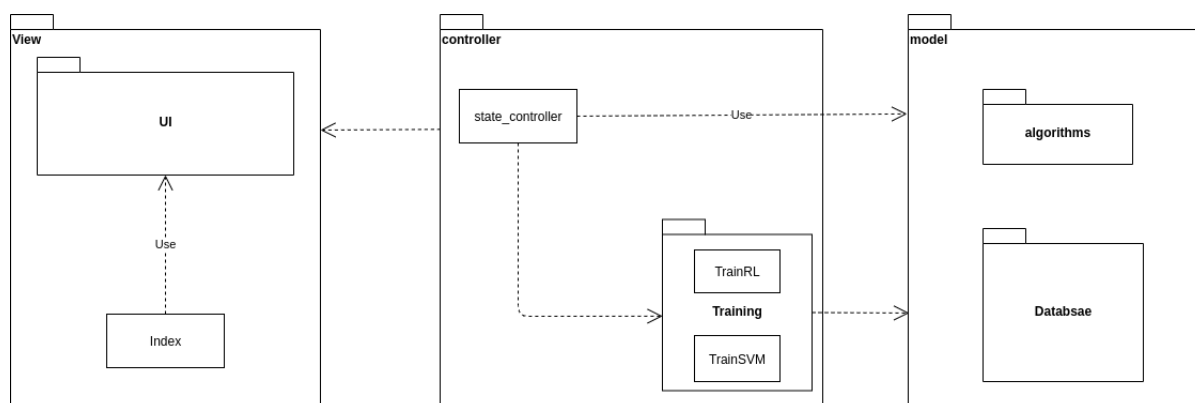 View
UI
Use
Index
controller
state_controller
Use
TrainRL
Training
TrainSVM
model
algorithms
Databsae